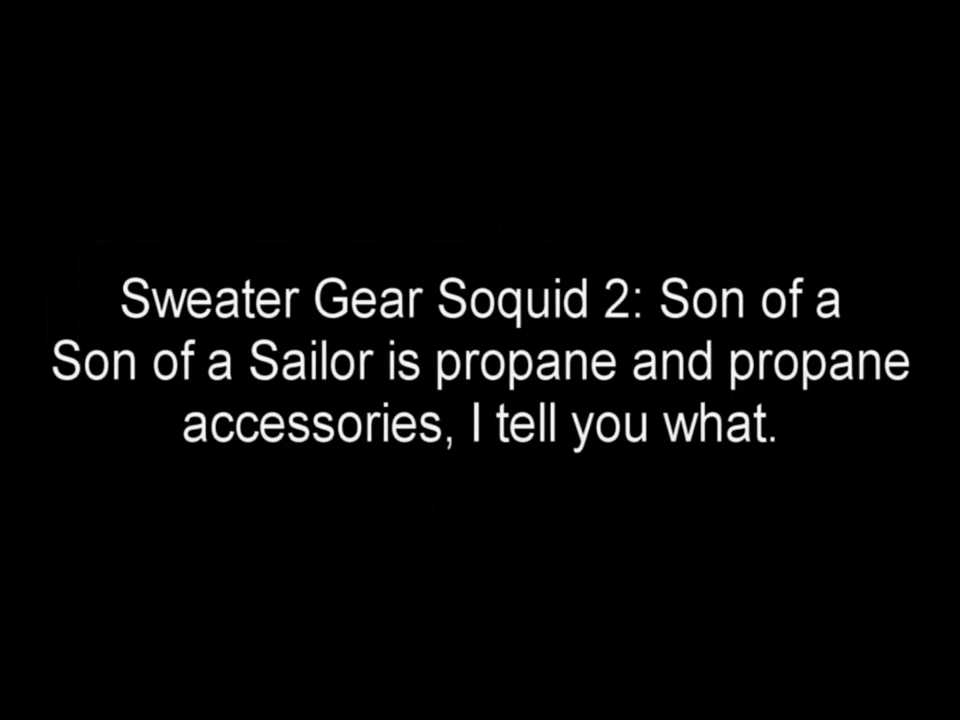 Sweater Gear Soquid 2: Son of a
Son of a Sailor is propane and propane
accessories, I tell you what.